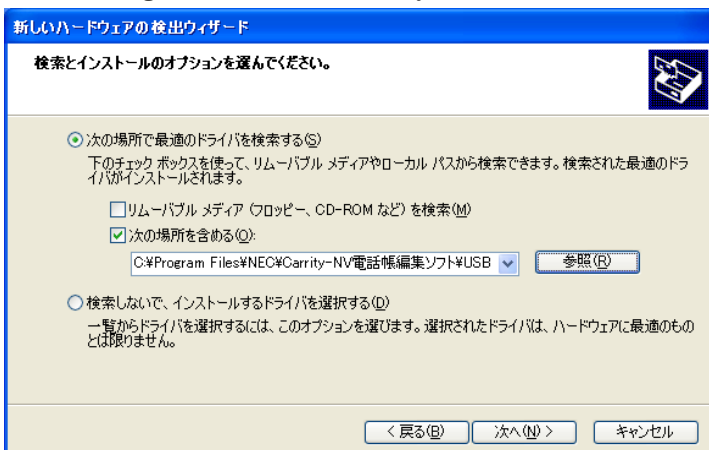 新しいハードウェアの検出ウィザード
検索とインストールのオプションを選んでください。
次の場所で最適のドライバを検索する(S)
下のチェック ボックスを使って、リムーバブル メディアやローカル パスから検索できます。検索された最適のドラ
イバがインストールされます。
リムーバブル メディア (フロッピー、CD-ROM など) を検索(M)
次の場所を含める(O):
C:¥Program Files¥NEC¥Carrity-NV電話帳編集ソフト¥USB
参照(R)
検索しないで、インストールするドライバを選択する(D)
一覧からドライバを選択するには、このオプションを選びます。選択されたドライバは、ハードウェアに最適のもの
とは限りません。
< 戻る(B)
次へ(N) >
キャンセル